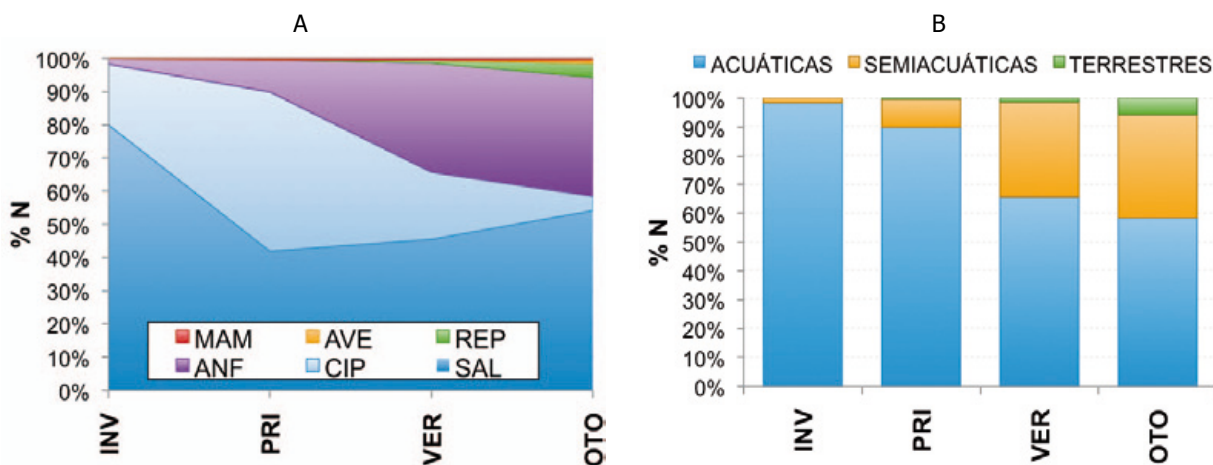 A
B
100%
90%
80%
70%
60%
50%
40%
30%
20%
10%
0%
% N
MAM AVE REP
ANF CIP SAL
INV PRI VER OTO
ACUÁTICAS SEMIACUÁTICAS TERRESTRES
100%
90%
80%
70%
60%
50%
40%
30%
20%
10%
0%
% N
INV PRI VER OTO